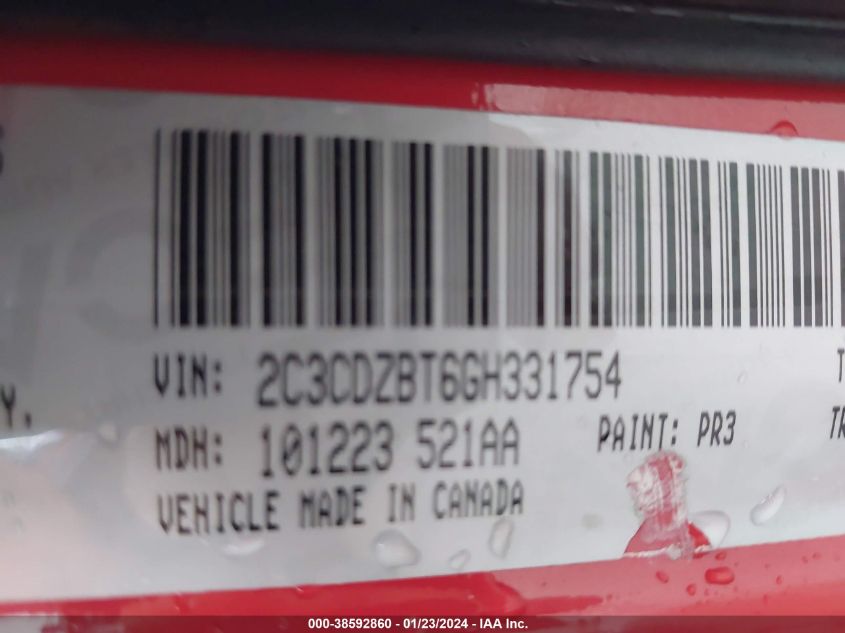 VIN: 2C3CDZBT6GH331754
MDH: 101223 521AA PAINT: PR3
VEHICLE MADE IN CANADA
000-38592860 - 01/23/2024 - IAA Inc.